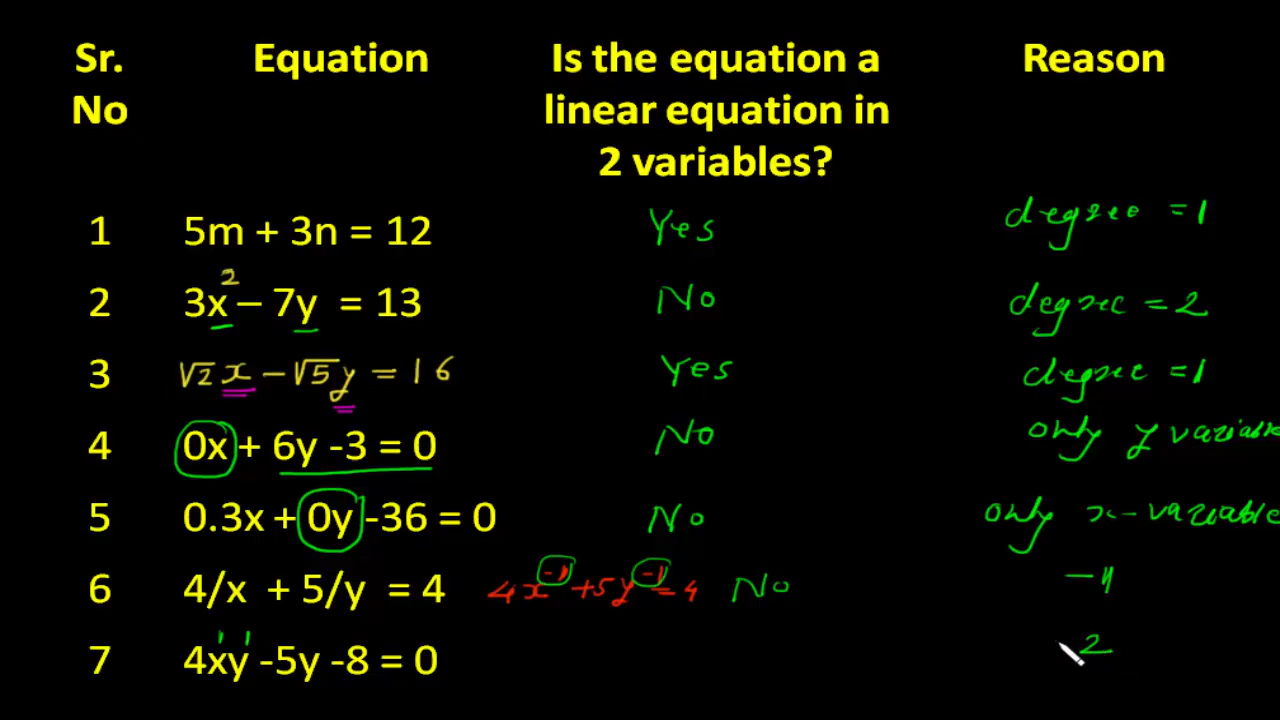 Sr. No Equation Is the equation a linear equation in 2 variables? Reason
1 5m + 3n = 12 Yes degree = 1
2 3x² – 7y = 13 No degree = 2
3 √2x – √5y = 16 Yes degree = 1
4 0x + 6y -3 = 0 No only y variable
5 0.3x + 0y -36 = 0 No only x-variable
6 4/x + 5/y = 4 4x⁻¹ + 5y⁻¹ = 4 No -1
7 4x¹y¹ -5y -8 = 0 2